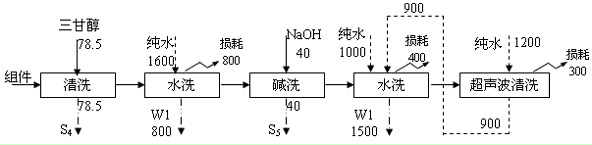 三甘醇
78.5
纯水
1600
损耗
800
NaOH
40
纯水
1000
900
损耗
400
纯水
1200
损耗
300
组件
清洗
水洗
碱洗
水洗
超声波清洗
78.5
S₄
W1
800
40
S₅
W1
1500
900